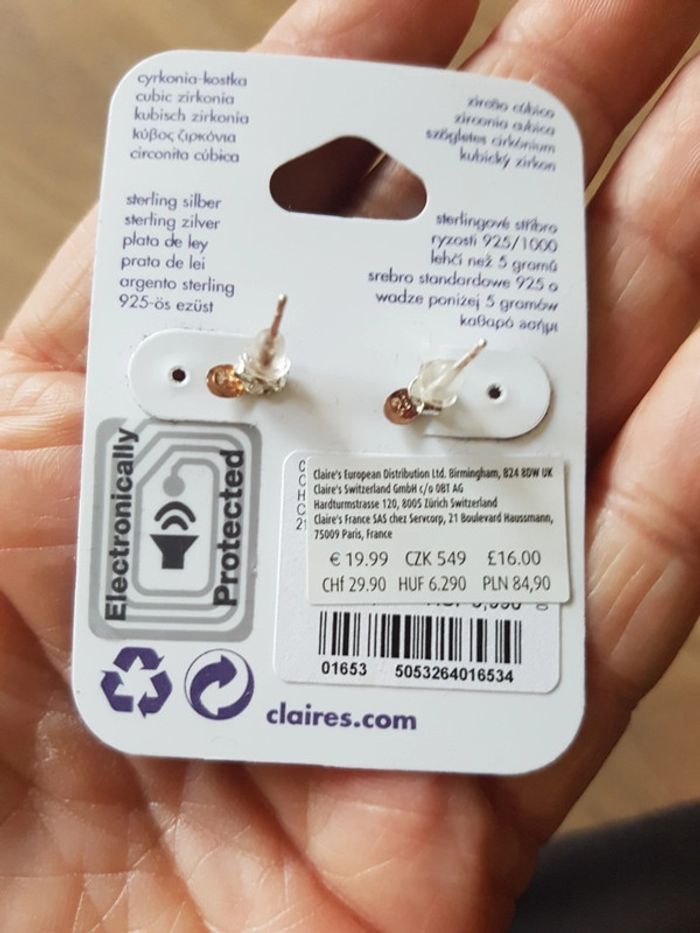 cyrkonia-kostka
cubic zirkonia
kubisch zirkonia
κύβος ζιρκόνια
circonita cúbica
zircão cúbico
zirconia cubica
szögletes cirkónium
kubický zirkon
sterling silber
sterling zilver
plata de ley
prata de lei
argento sterling
925-ös ezüst
sterlingové stříbro
ryzosti 925/1000
lehčí než 5 gramů
srebro standardowe 925 o
wadze poniżej 5 gramów
καθαρό ασήμι
Electronically
Protected
Claire's European Distribution Ltd. Birmingham, B24 8DW UK
Claire's Switzerland GmbH c/o OBT AG
Hardturmstrasse 120, 8005 Zürich Switzerland
Claire's France SAS chez Servcorp, 21 Boulevard Haussmann,
75009 Paris, France
€ 19.99 CZK 549 £16.00
CHf 29.90 HUF 6.290 PLN 84,90
01653 5053264016534
claires.com